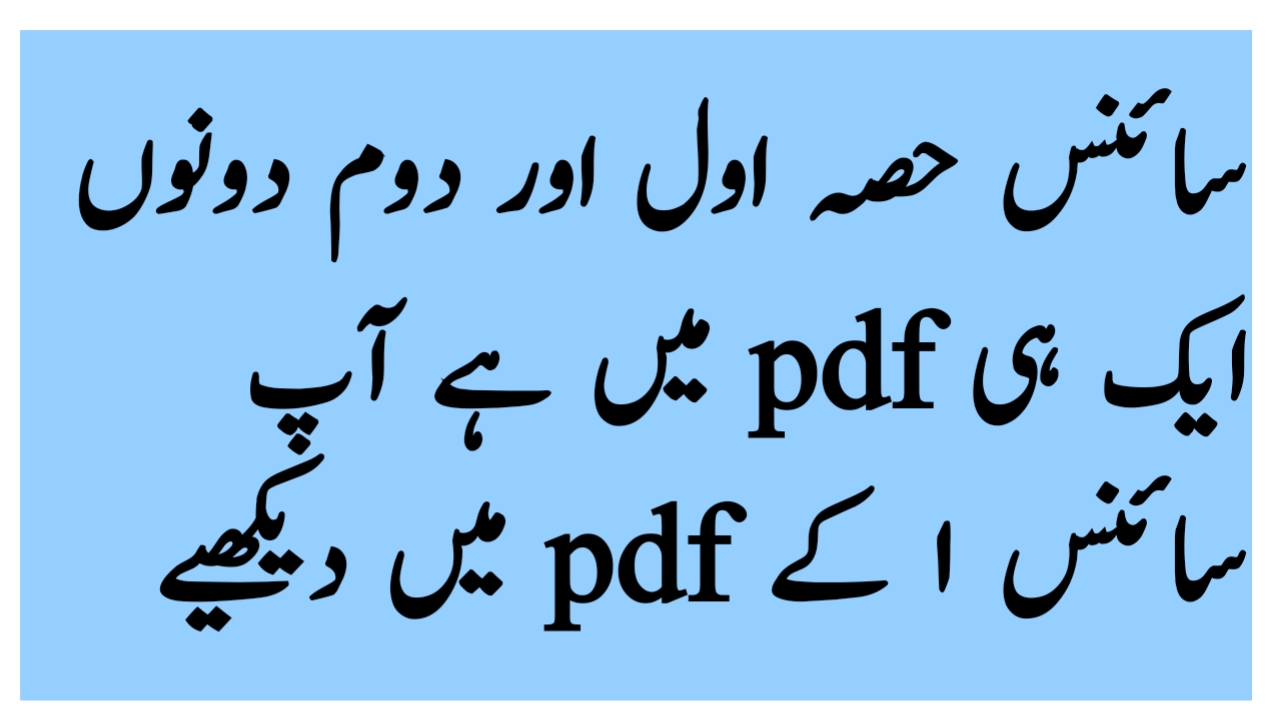 سائنس حصہ اول اور دوم دونوں
ایک ہی pdf میں ہے آپ
سائنس ا کے pdf میں دیکھیے